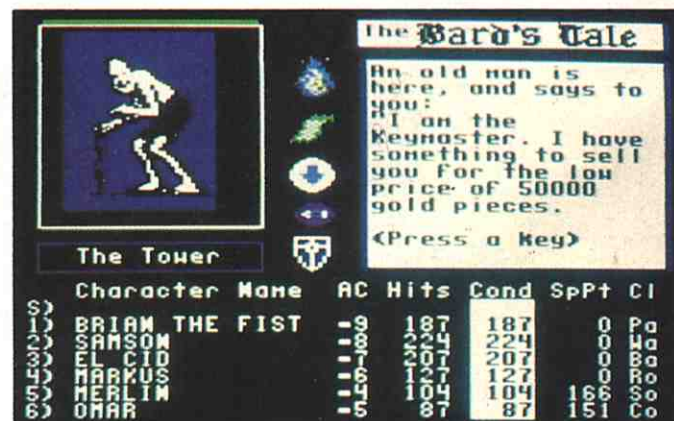 The Bard's Tale
An old man is
here, and says to
you:
"I am the
Keymaster. I have
something to sell
you for the low
price of 50000
gold pieces.
(Press a key)
The Tower
Character Name AC Hits Cond SpPt Cl
S)
1) BRIAN THE FIST -9 187 187 0 Pa
2) SAMSON -8 224 224 0 Wa
3) EL CID -7 207 207 0 Ba
4) MARKUS -6 127 127 0 Ro
5) MERLIN -4 104 104 166 So
6) OMAR -5 87 87 151 Co